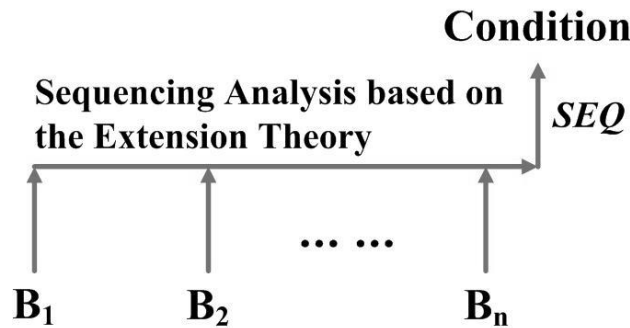 Condition
Sequencing Analysis based on
the Extension Theory
SEQ
... ...
B₁ B₂ Bₙ